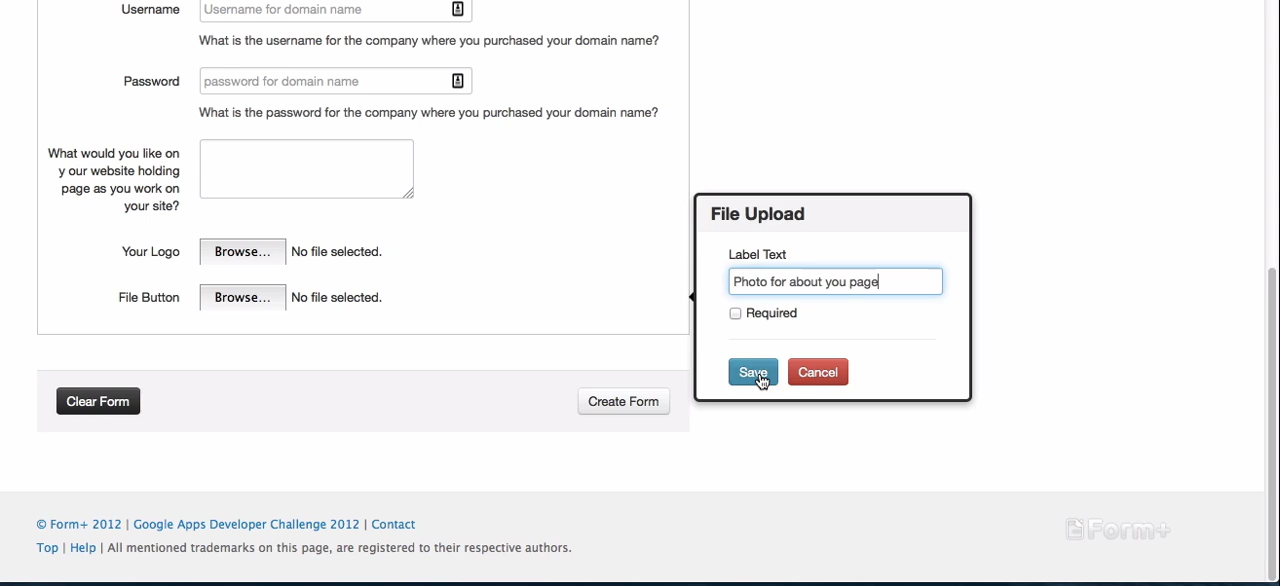 Username
Username for domain name
What is the username for the company where you purchased your domain name?
Password
password for domain name
What is the password for the company where you purchased your domain name?
What would you like on
y our website holding
page as you work on
your site?
Your Logo
Browse...
No file selected.
File Button
Browse...
No file selected.
File Upload
Label Text
Photo for about you page
Required
Save
Cancel
Clear Form
Create Form
© Form+ 2012 | Google Apps Developer Challenge 2012 | Contact
Top | Help | All mentioned trademarks on this page, are registered to their respective authors.
Form+